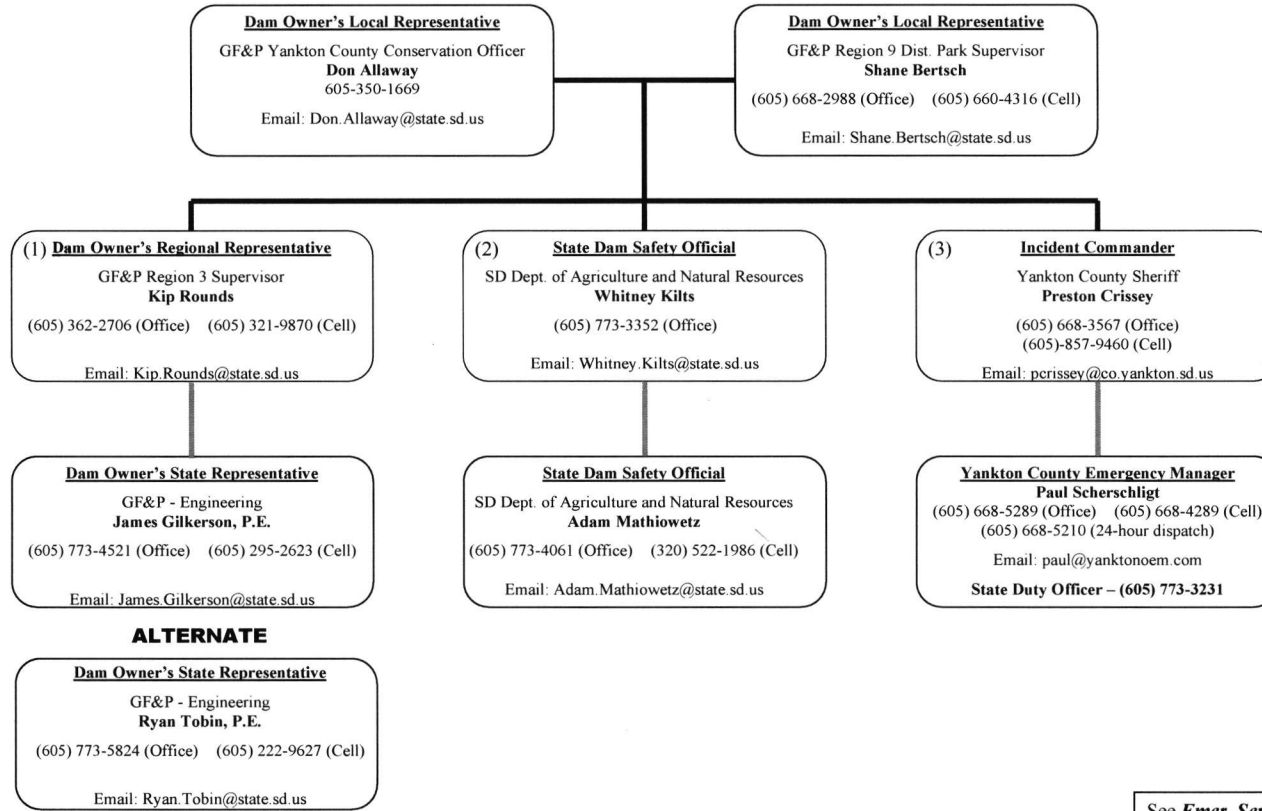 Dam Owner's Local Representative
GF&P Yankton County Conservation Officer
Don Allaway
605-350-1669
Email: Don.Allaway@state.sd.us
Dam Owner's Local Representative
GF&P Region 9 Dist. Park Supervisor
Shane Bertsch
(605) 668-2988 (Office) (605) 660-4316 (Cell)
Email: Shane.Bertsch@state.sd.us
(1) Dam Owner's Regional Representative
GF&P Region 3 Supervisor
Kip Rounds
(605) 362-2706 (Office) (605) 321-9870 (Cell)
Email: Kip.Rounds@state.sd.us
(2) State Dam Safety Official
SD Dept. of Agriculture and Natural Resources
Whitney Kilts
(605) 773-3352 (Office)
Email: Whitney.Kilts@state.sd.us
(3) Incident Commander
Yankton County Sheriff
Preston Crissey
(605) 668-3567 (Office)
(605)-857-9460 (Cell)
Email: pcrissey@co.yankton.sd.us
Dam Owner's State Representative
GF&P - Engineering
James Gilkerson, P.E.
(605) 773-4521 (Office) (605) 295-2623 (Cell)
Email: James.Gilkerson@state.sd.us
State Dam Safety Official
SD Dept. of Agriculture and Natural Resources
Adam Mathiowetz
(605) 773-4061 (Office) (320) 522-1986 (Cell)
Email: Adam.Mathiowetz@state.sd.us
Yankton County Emergency Manager
Paul Scherschligt
(605) 668-5289 (Office) (605) 668-4289 (Cell)
(605) 668-5210 (24-hour dispatch)
Email: paul@yanktonoem.com
State Duty Officer – (605) 773-3231
ALTERNATE
Dam Owner's State Representative
GF&P - Engineering
Ryan Tobin, P.E.
(605) 773-5824 (Office) (605) 222-9627 (Cell)
Email: Ryan.Tobin@state.sd.us
See Emer. Ser